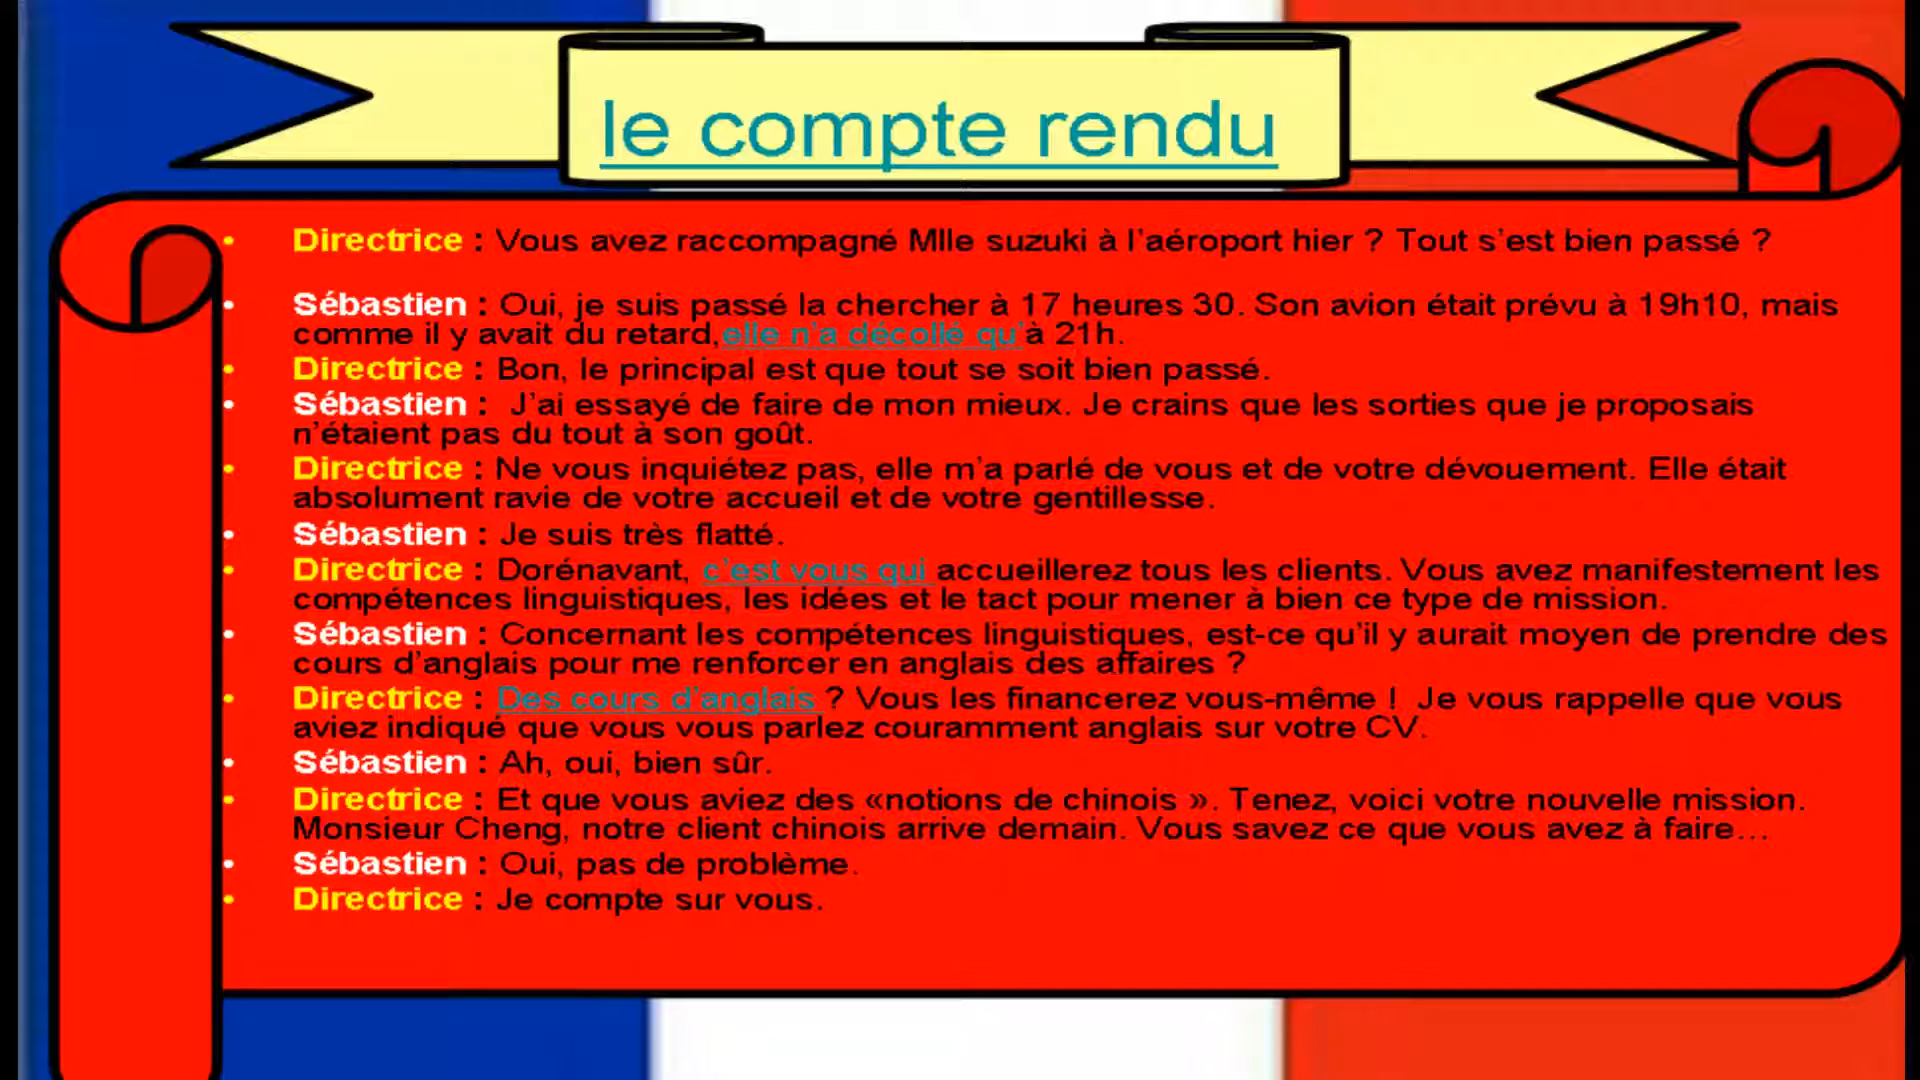 le compte rendu
• Directrice : Vous avez raccompagné Mlle suzuki à l'aéroport hier ? Tout s'est bien passé ?
• Sébastien : Oui, je suis passé la chercher à 17 heures 30. Son avion était prévu à 19h10, mais
comme il y avait du retard,elle n'a décollé qu'à 21h.
• Directrice : Bon, le principal est que tout se soit bien passé.
• Sébastien : J'ai essayé de faire de mon mieux. Je crains que les sorties que je proposais
n'étaient pas du tout à son goût.
• Directrice : Ne vous inquiétez pas, elle m'a parlé de vous et de votre dévouement. Elle était
absolument ravie de votre accueil et de votre gentillesse.
• Sébastien : Je suis très flatté.
• Directrice : Dorénavant, c'est vous qui accueillerez tous les clients. Vous avez manifestement les
compétences linguistiques, les idées et le tact pour mener à bien ce type de mission.
• Sébastien : Concernant les compétences linguistiques, est-ce qu'il y aurait moyen de prendre des
cours d'anglais pour me renforcer en anglais des affaires ?
• Directrice : Des cours d'anglais ? Vous les financerez vous-même ! Je vous rappelle que vous
aviez indiqué que vous vous parlez couramment anglais sur votre CV.
• Sébastien : Ah, oui, bien sûr.
• Directrice : Et que vous aviez des «notions de chinois ». Tenez, voici votre nouvelle mission.
Monsieur Cheng, notre client chinois arrive demain. Vous savez ce que vous avez à faire…
• Sébastien : Oui, pas de problème.
• Directrice : Je compte sur vous.